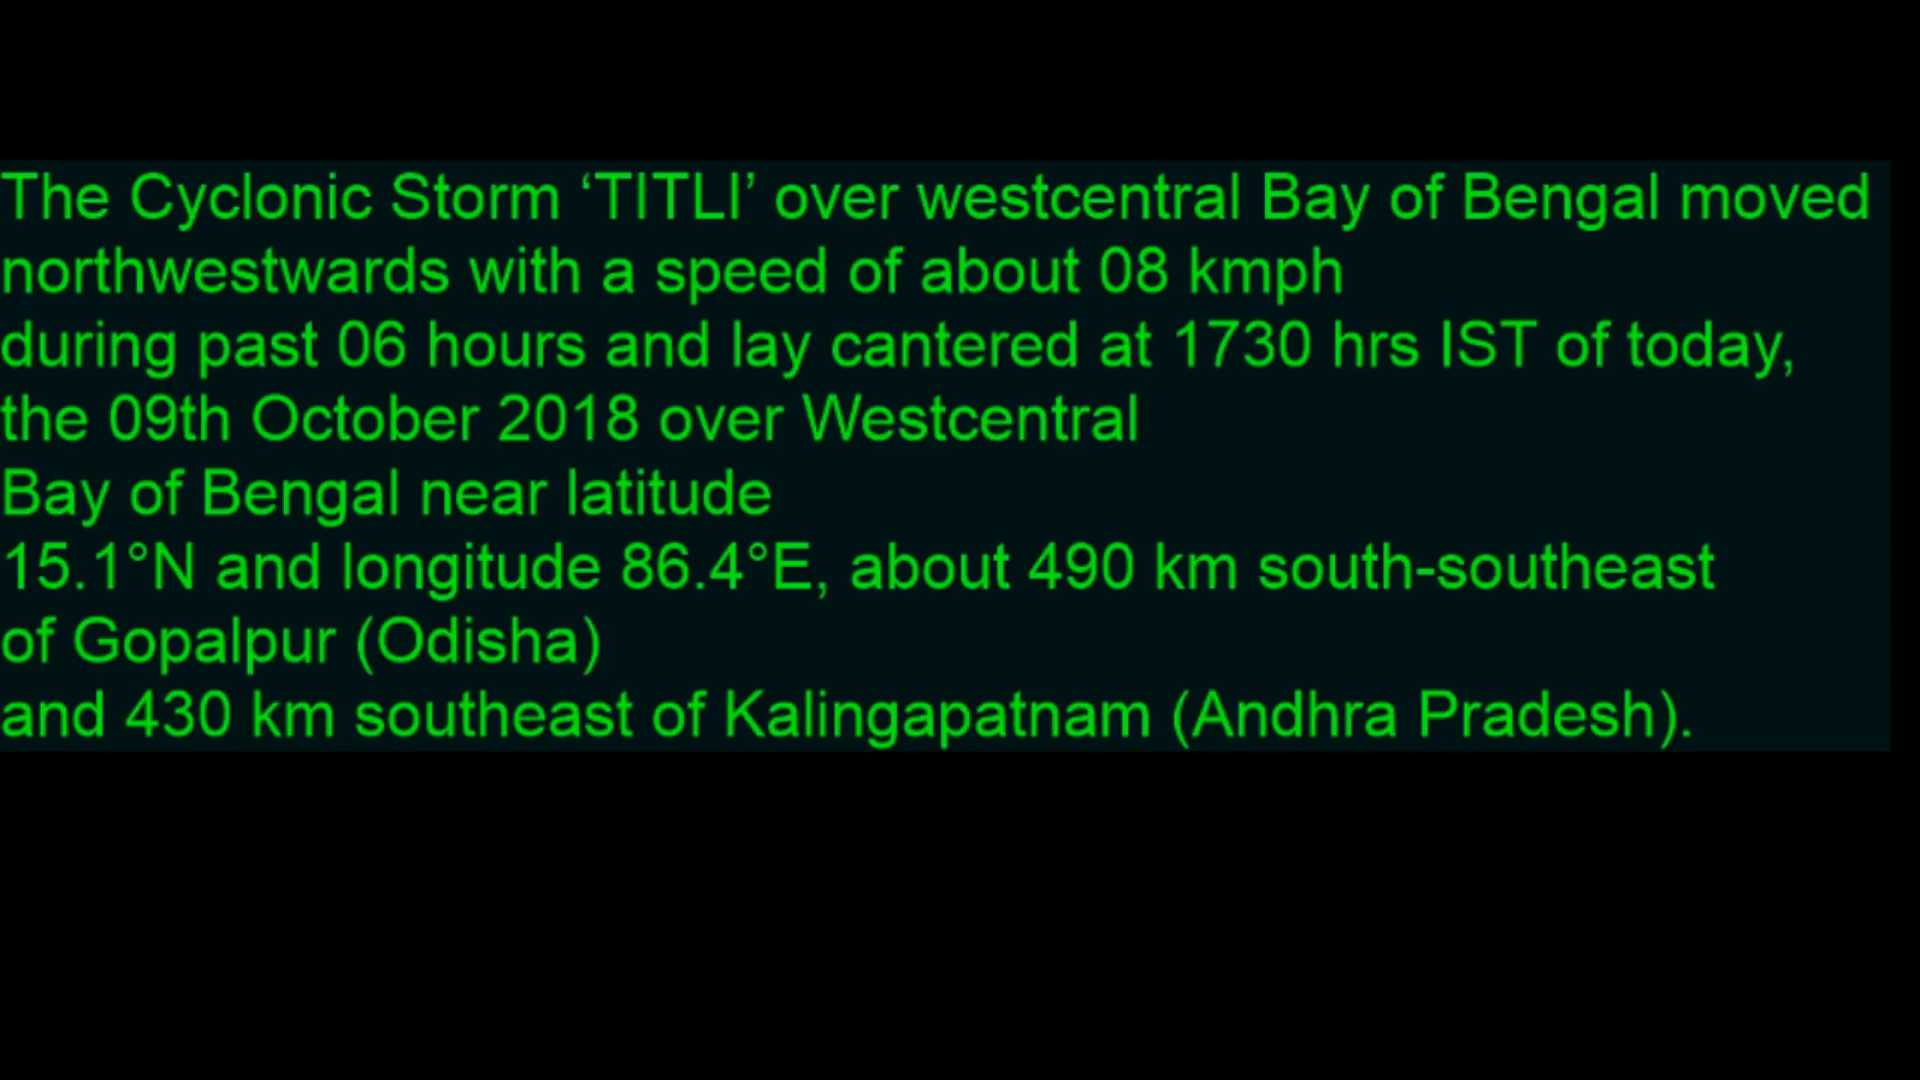 The Cyclonic Storm ‘TITLI’ over westcentral Bay of Bengal moved
northwestwards with a speed of about 08 kmph
during past 06 hours and lay cantered at 1730 hrs IST of today,
the 09th October 2018 over Westcentral
Bay of Bengal near latitude
15.1°N and longitude 86.4°E, about 490 km south-southeast
of Gopalpur (Odisha)
and 430 km southeast of Kalingapatnam (Andhra Pradesh).